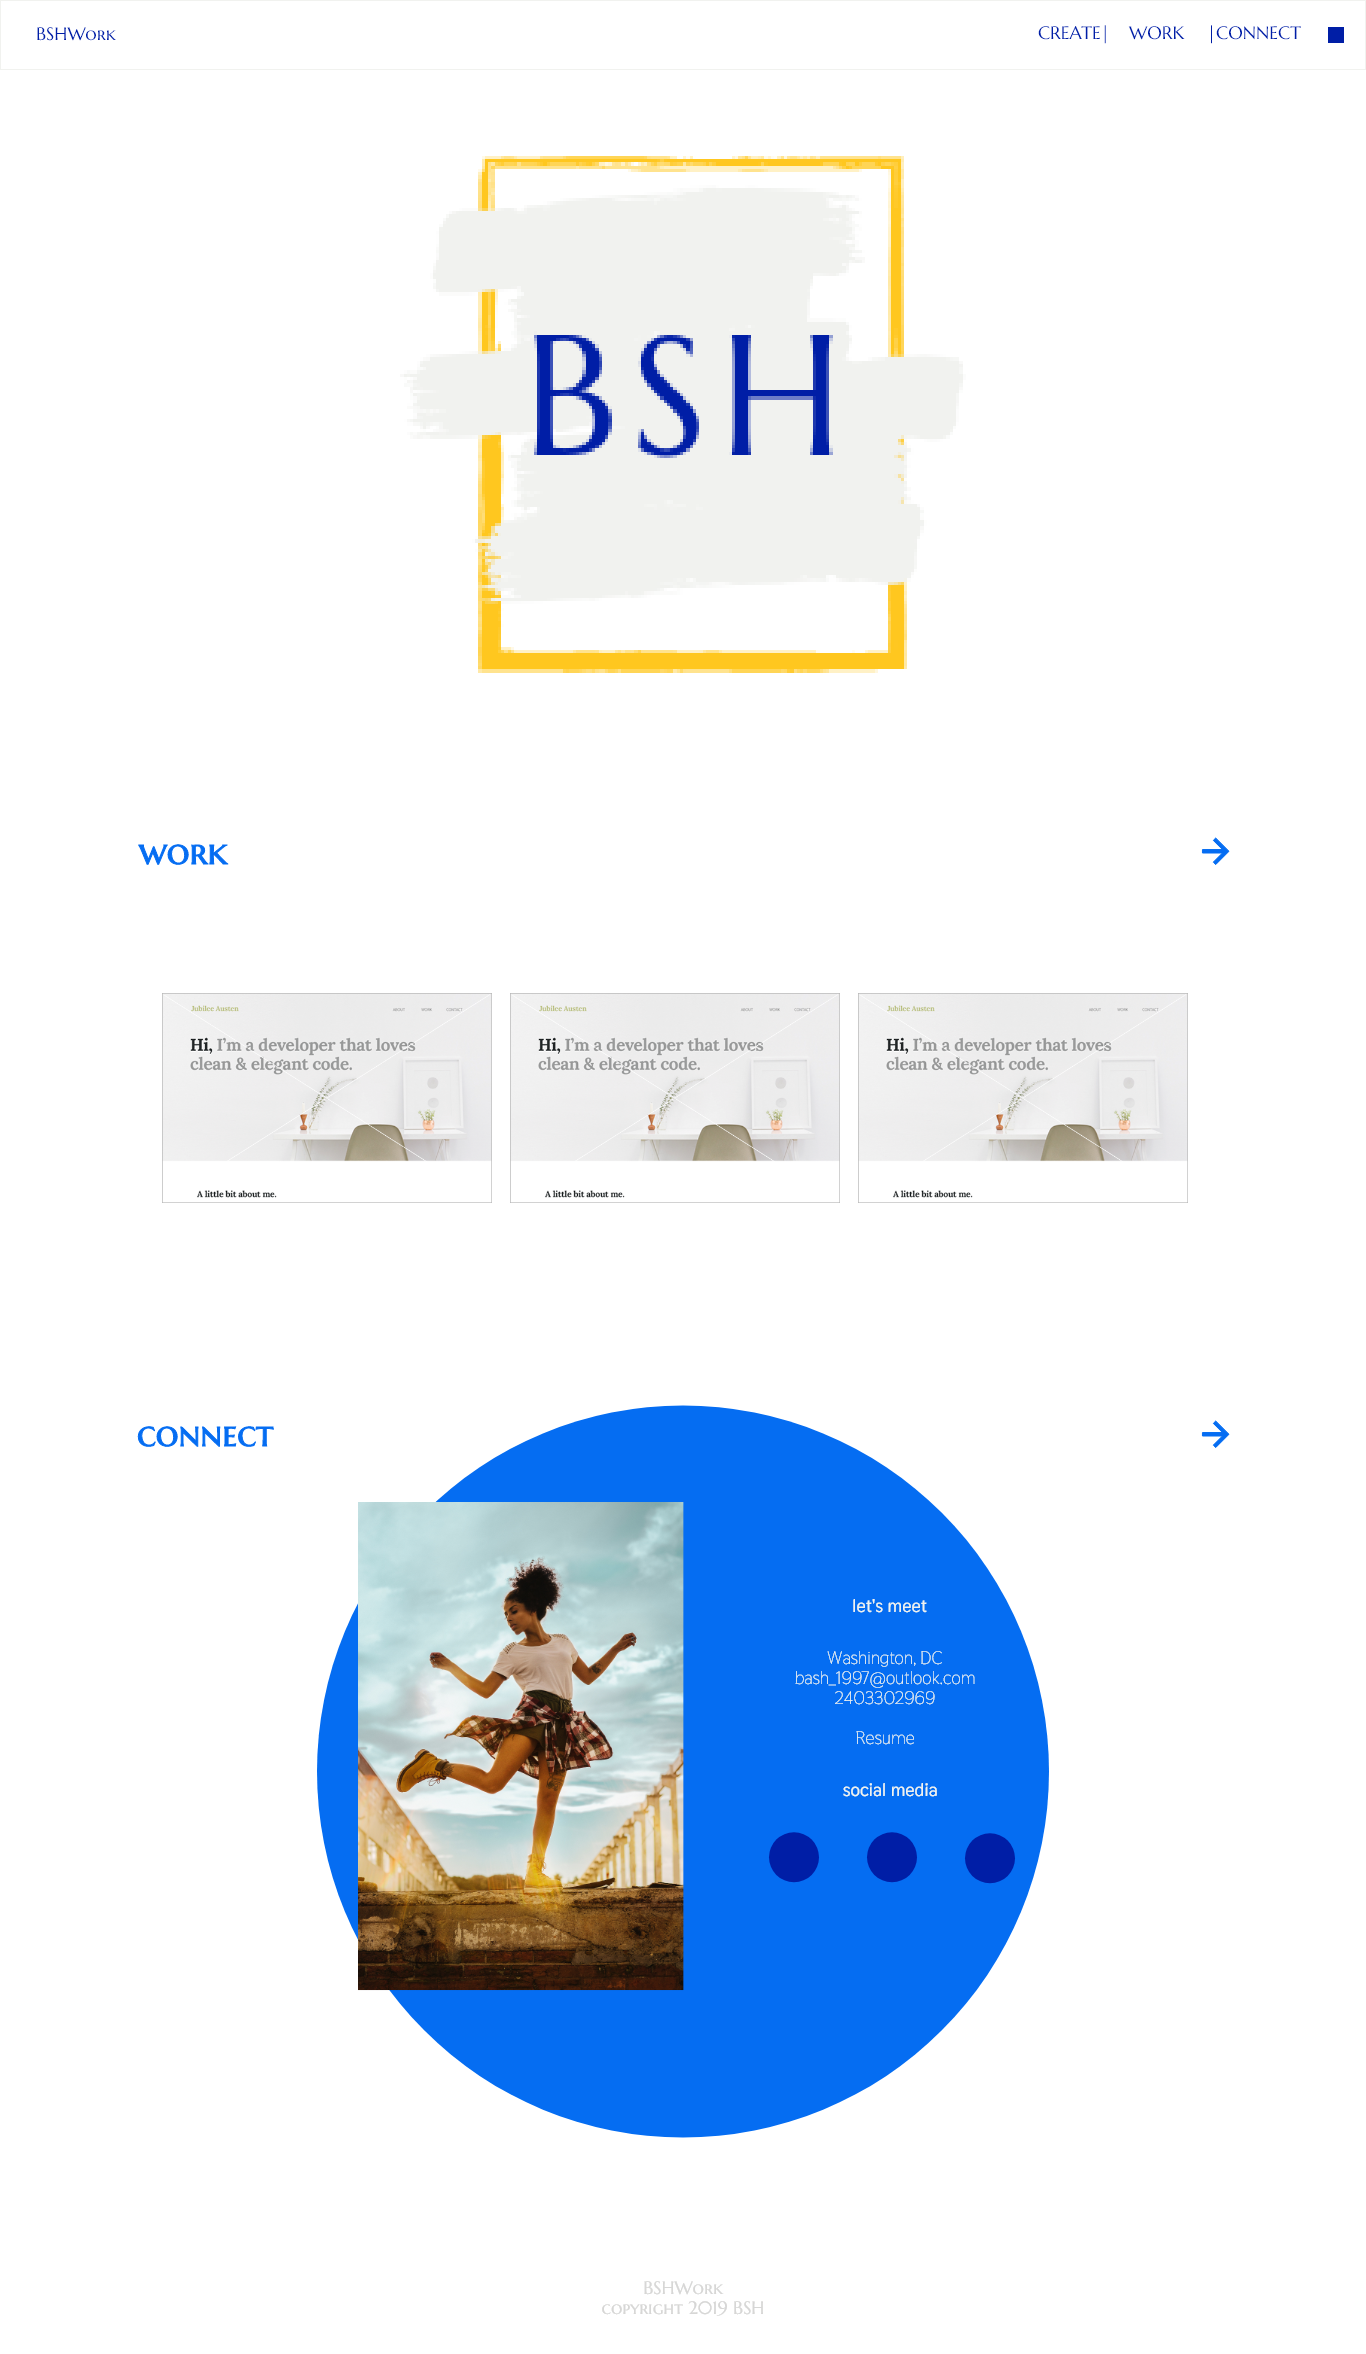 BSHWork
CREATE| WORK |CONNECT
BSH
WORK
Jubilee Austen
ABOUT WORK CONTACT
Hi, I'm a developer that loves
clean & elegant code.
A little bit about me.
Jubilee Austen
ABOUT WORK CONTACT
Hi, I'm a developer that loves
clean & elegant code.
A little bit about me.
Jubilee Austen
ABOUT WORK CONTACT
Hi, I'm a developer that loves
clean & elegant code.
A little bit about me.
CONNECT
let's meet
Washington, DC
bash_1997@outlook.com
2403302969
Resume
social media
BSHWork
copyright 2019 BSH